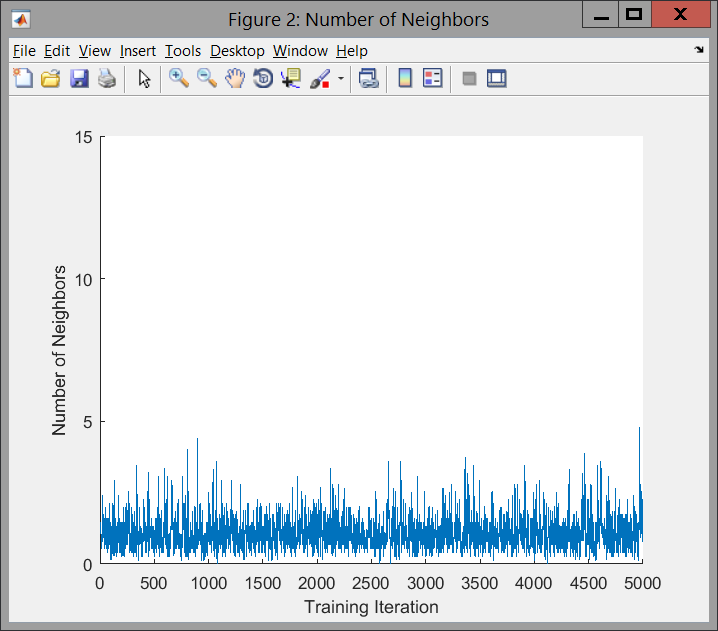 Figure 2: Number of Neighbors
File Edit View Insert Tools Desktop Window Help
15
10
5
0
Number of Neighbors
0 500 1000 1500 2000 2500 3000 3500 4000 4500 5000
Training Iteration